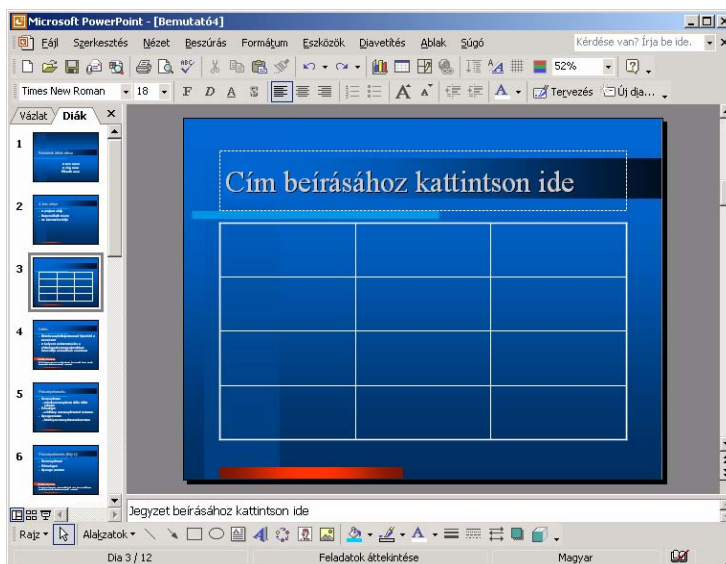 Microsoft PowerPoint - [Bemutató4]
Fájl Szerkesztés Nézet Beszúrás Formátum Eszközök Diavetítés Ablak Súgó Kérdése van? Írja be ide.
52%
Times New Roman 18 F D A S A A A Tervezés Új dia...
Vázlat Diák
1
2
3
4
5
6
Cím beírásához kattintson ide
Jegyzet beírásához kattintson ide
Rajz Alakzatok
Dia 3 / 12 Feladatok áttekintése Magyar